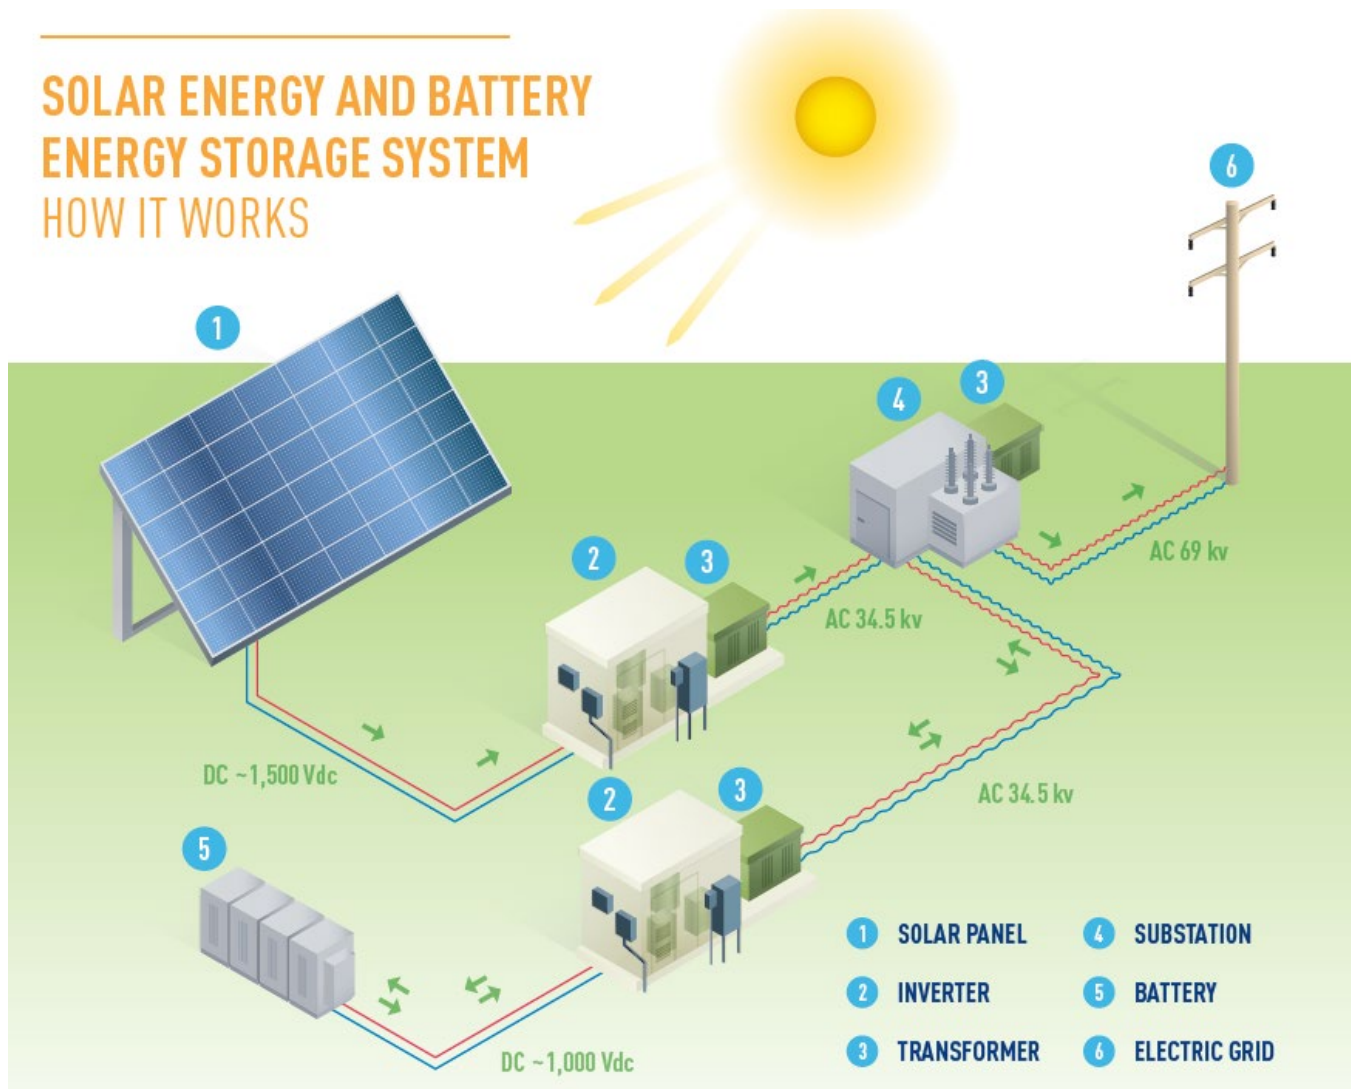 SOLAR ENERGY AND BATTERY
ENERGY STORAGE SYSTEM
HOW IT WORKS
6
1
3
4
2
3
AC 69 kv
AC 34.5 kv
DC ~1,500 Vdc
2
3
AC 34.5 kv
5
DC ~1,000 Vdc
1 SOLAR PANEL
2 INVERTER
3 TRANSFORMER
4 SUBSTATION
5 BATTERY
6 ELECTRIC GRID